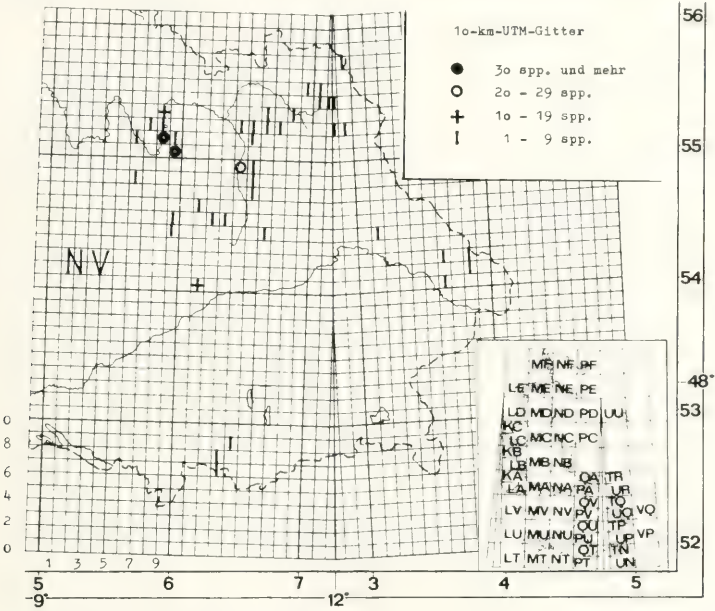 56
10-km-UTM-Gitter
30 spp. und mehr
20 - 29 spp.
10 - 19 spp.
1 - 9 spp.
55
NV
54
48°
53
52
MF NF PF
LE ME NE PE
LD MD ND PD UU
KC
LC MC NC PC
KB
LB MB NB
KA QA TR
LA MA NA PA UR
QV TQ
LV MV NV PV UQ VQ
QU TP
LU MU NU PU UP VP
QT TN
LT MT NT PT UN
0
8
6
4
2
0
1 3 5 7 9
5 6 7 3 4 5
9° 12°